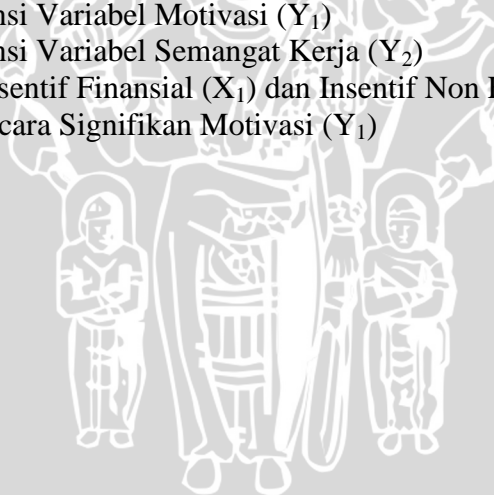 nsi Variabel Motivasi (Y₁)
nsi Variabel Semangat Kerja (Y₂)
sentif Finansial (X₁) dan Insentif Non
cara Signifikan Motivasi (Y₁)